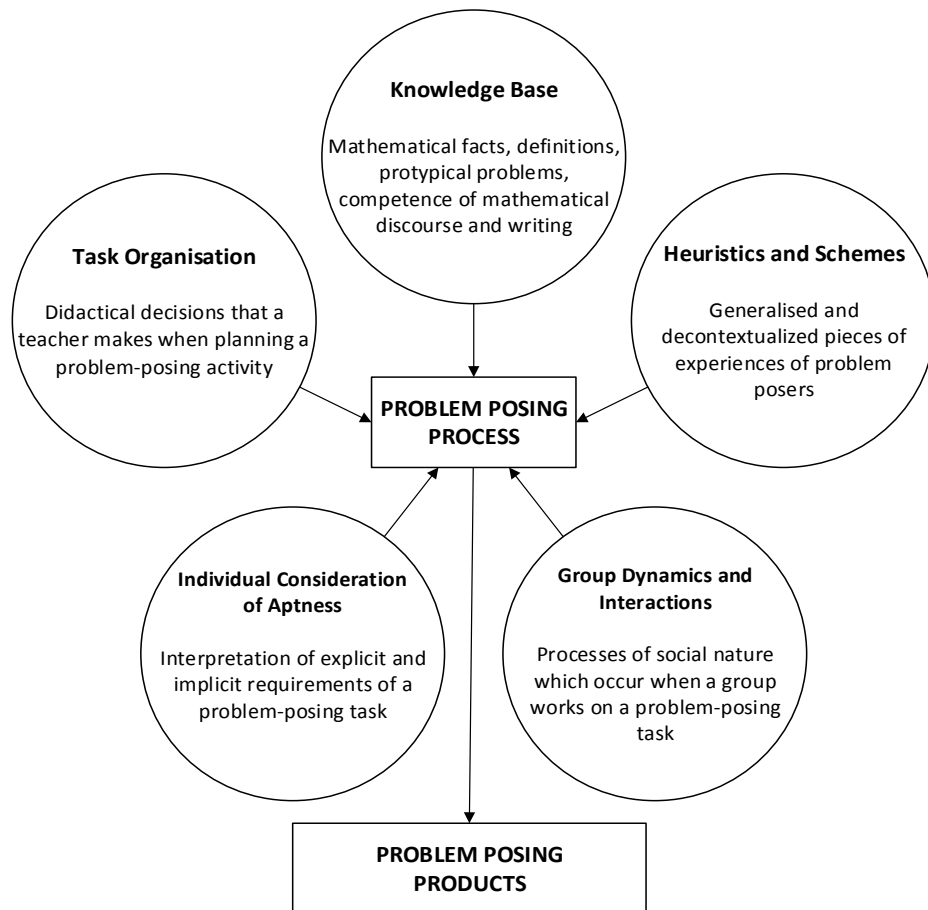 Knowledge Base
Mathematical facts, definitions,
protypical problems,
competence of mathematical
discourse and writing
Task Organisation
Didactical decisions that a
teacher makes when planning a
problem-posing activity
Heuristics and Schemes
Generalised and
decontextualized pieces of
experiences of problem
posers
PROBLEM POSING
PROCESS
Individual Consideration
of Aptness
Interpretation of explicit and
implicit requirements of a
problem-posing task
Group Dynamics and
Interactions
Processes of social nature
which occur when a group
works on a problem-posing
task
PROBLEM POSING
PRODUCTS